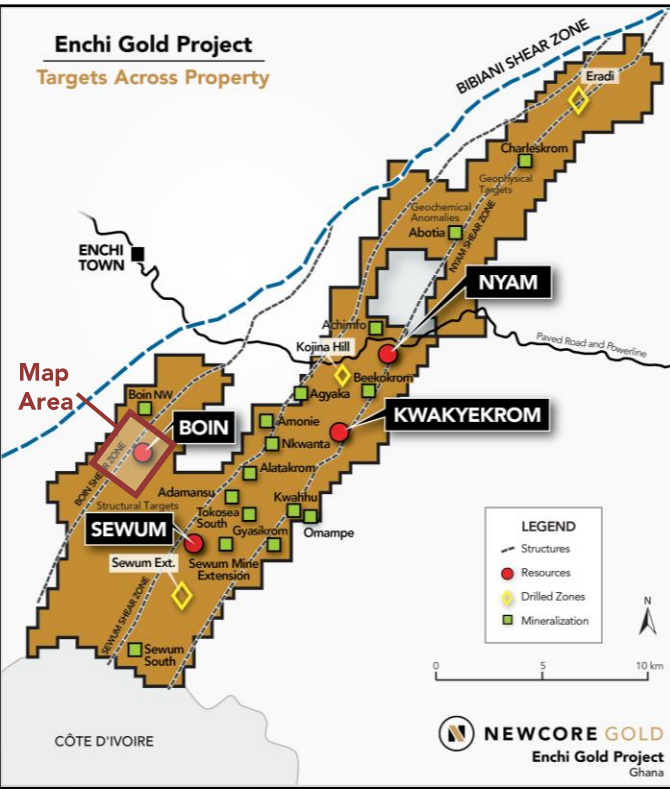 Enchi Gold Project
Targets Across Property
BIBIANI SHEAR ZONE
Eradi
Charleskrom
Geophysical
Targets
Geochemical
Anomalies
Abotia
NYAM SHEAR ZONE
ENCHI
TOWN
NYAM
Achimfo
Paved Road and Powerline
Kojina Hill
Map
Area
Beekokrom
Boin NW
Agyaka
KWAKYEKROM
BOIN
Amonie
BOIN SHEAR ZONE
Nkwanta
Alatakrom
Structural Targets
Adamansu
Kwahhu
Tokosea
South
SEWUM
Gyasikrom
Omampe
Sewum Ext.
Sewum Mine
Extension
SEWUM SHEAR ZONE
Sewum
South
LEGEND
Structures
Resources
Drilled Zones
Mineralization
N
0 5 10 km
CÔTE D'IVOIRE
N NEWCORE GOLD
Enchi Gold Project
Ghana